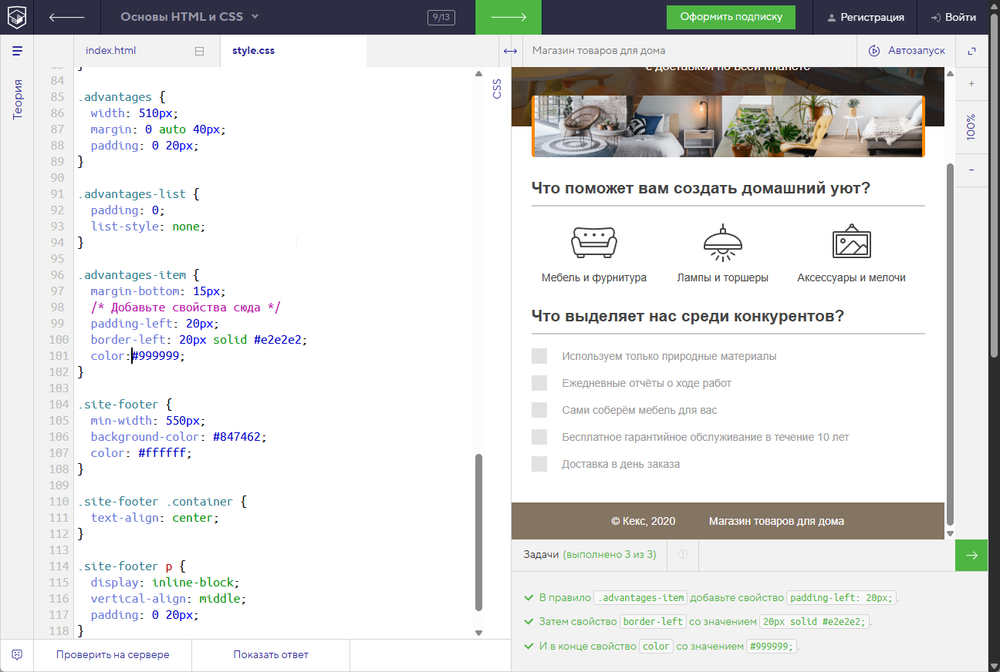 Основы HTML и CSS
9/13
Оформить подписку
Регистрация
Войти
index.html
style.css
Магазин товаров для дома
Автозапуск
Теория
CSS
100%
84
85 .advantages {
86 width: 510px;
87 margin: 0 auto 40px;
88 padding: 0 20px;
89 }
90
91 .advantages-list {
92 padding: 0;
93 list-style: none;
94 }
95
96 .advantages-item {
97 margin-bottom: 15px;
98 /* Добавьте свойства сюда */
99 padding-left: 20px;
100 border-left: 20px solid #e2e2e2;
101 color:#999999;
102 }
103
104 .site-footer {
105 min-width: 550px;
106 background-color: #847462;
107 color: #ffffff;
108 }
109
110 .site-footer .container {
111 text-align: center;
112 }
113
114 .site-footer p {
115 display: inline-block;
116 vertical-align: middle;
117 padding: 0 20px;
118 }
Проверить на сервере
Показать ответ
с доставкой по всей планете
Что поможет вам создать домашний уют?
Мебель и фурнитура
Лампы и торшеры
Аксессуары и мелочи
Что выделяет нас среди конкурентов?
Используем только природные материалы
Ежедневные отчёты о ходе работ
Сами соберём мебель для вас
Бесплатное гарантийное обслуживание в течение 10 лет
Доставка в день заказа
© Кекс, 2020
Магазин товаров для дома
Задачи (выполнено 3 из 3)
В правило .advantages-item добавьте свойство padding-left: 20px;.
Затем свойство border-left со значением 20px solid #e2e2e2;.
И в конце свойство color со значением #999999;.